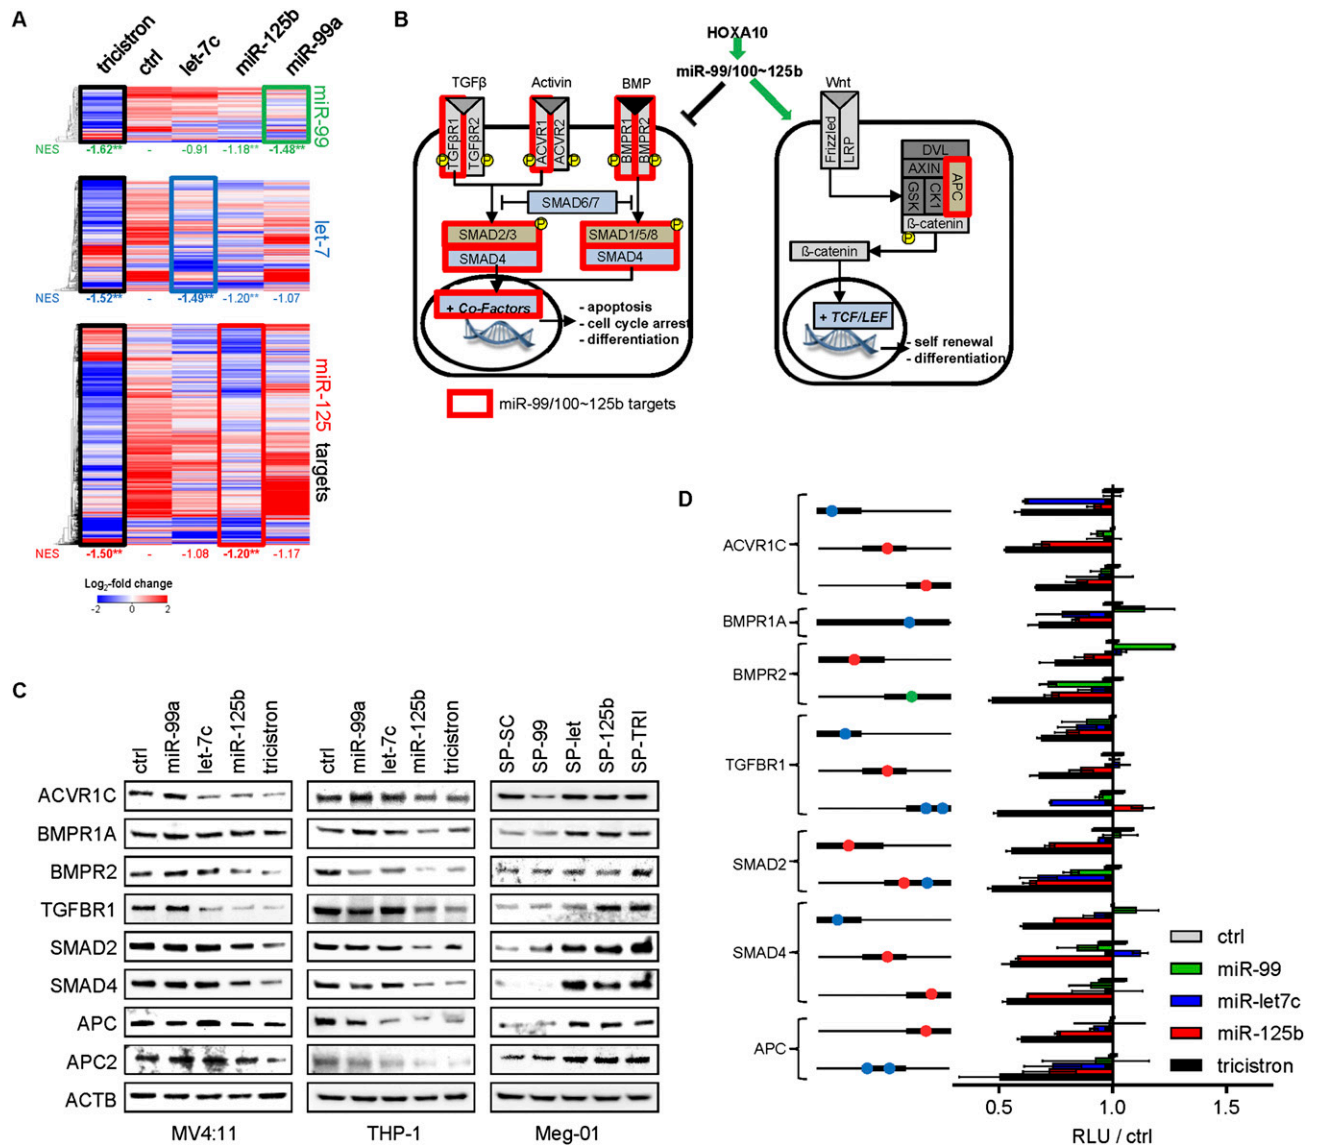 A
tricistron
ctrl
let-7c
miR-125b
miR-99a
miR-99
NES
-1.62**
-
-0.91
-1.18**
-1.48**
let-7
NES
-1.52**
-
-1.49**
-1.20**
-1.07
miR-125 targets
NES
-1.50**
-
-1.08
-1.20**
-1.17
Log2-fold change
-2
0
2
B
HOXA10
miR-99/100~125b
TGFβ
Activin
BMP
TGFβR1
TGFβR2
ACVR1
ACVR2
BMPR1
BMPR2
P
P
P
P
P
P
SMAD6/7
SMAD2/3
P
SMAD4
SMAD1/5/8
P
SMAD4
+ Co-Factors
- apoptosis
- cell cycle arrest
- differentiation
miR-99/100~125b targets
Wnt
Frizzled
LRP
DVL
AXIN
GSK
CK1
APC
ß-catenin
P
ß-catenin
+ TCF/LEF
- self renewal
- differentiation
C
ctrl
miR-99a
let-7c
miR-125b
tricistron
ctrl
miR-99a
let-7c
miR-125b
tricistron
SP-SC
SP-99
SP-let
SP-125b
SP-TRI
ACVR1C
BMPR1A
BMPR2
TGFBR1
SMAD2
SMAD4
APC
APC2
ACTB
MV4:11
THP-1
Meg-01
D
ACVR1C
BMPR1A
BMPR2
TGFBR1
SMAD2
SMAD4
APC
ctrl
miR-99
miR-let7c
miR-125b
tricistron
0.5
1.0
1.5
RLU / ctrl